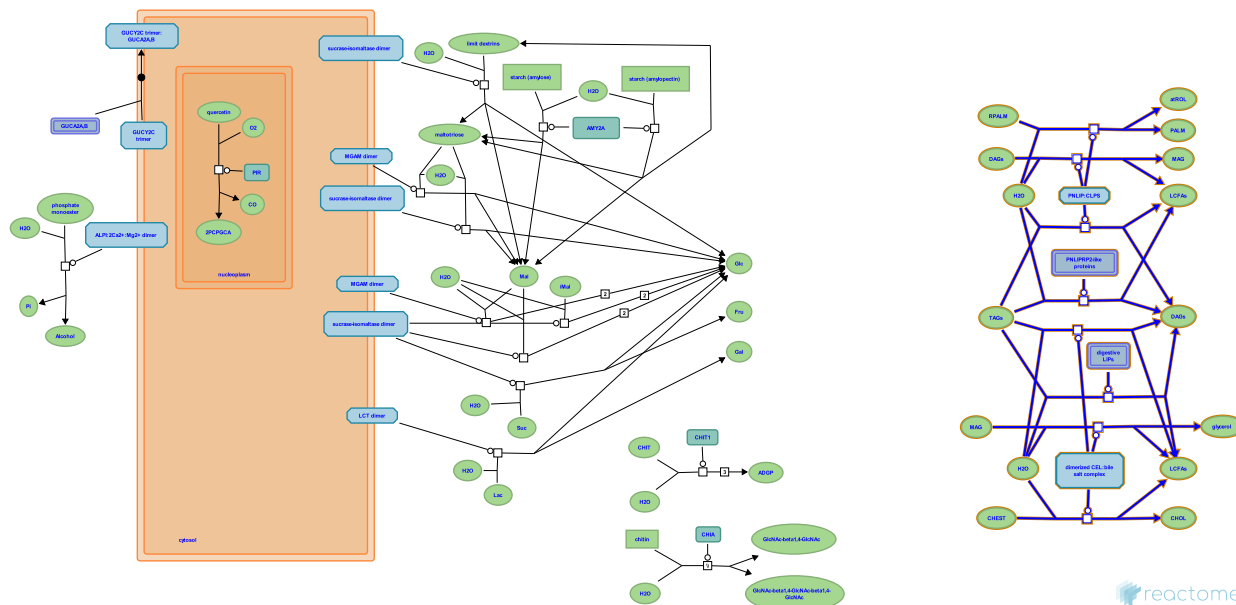 GUCY2C trimer:
GUCA2A,B
GUCA2A,B
GUCY2C
trimer
phosphate
monoester
H2O
ALPI:2Ca2+:Mg2+ dimer
Pi
Alcohol
quercetin
O2
PIR
CO
2PCPGCA
nucleoplasm
cytosol
sucrase-isomaltase dimer
H2O
limit dextrins
starch (amylose)
H2O
starch (amylopectin)
AMY2A
maltotriose
MGAM dimer
H2O
sucrase-isomaltase dimer
Glc
H2O
Mal
iMal
MGAM dimer
2
2
2
sucrase-isomaltase dimer
Fru
Gal
H2O
Suc
LCT dimer
H2O
Lac
CHIT
CHIT1
3
ADGP
H2O
chitin
CHIA
GlcNAc-beta1,4-GlcNAc
H2O
GlcNAc-beta1,4-GlcNAc-beta1,4-
GlcNAc
RPALM
atROL
PALM
DAGs
MAG
H2O
PNLIP:CLPS
LCFAs
PNLIPRP2-like
proteins
TAGs
DAGs
digestive
LIPs
MAG
glycerol
H2O
dimerized CEL:bile
salt complex
LCFAs
CHEST
CHOL
reactome